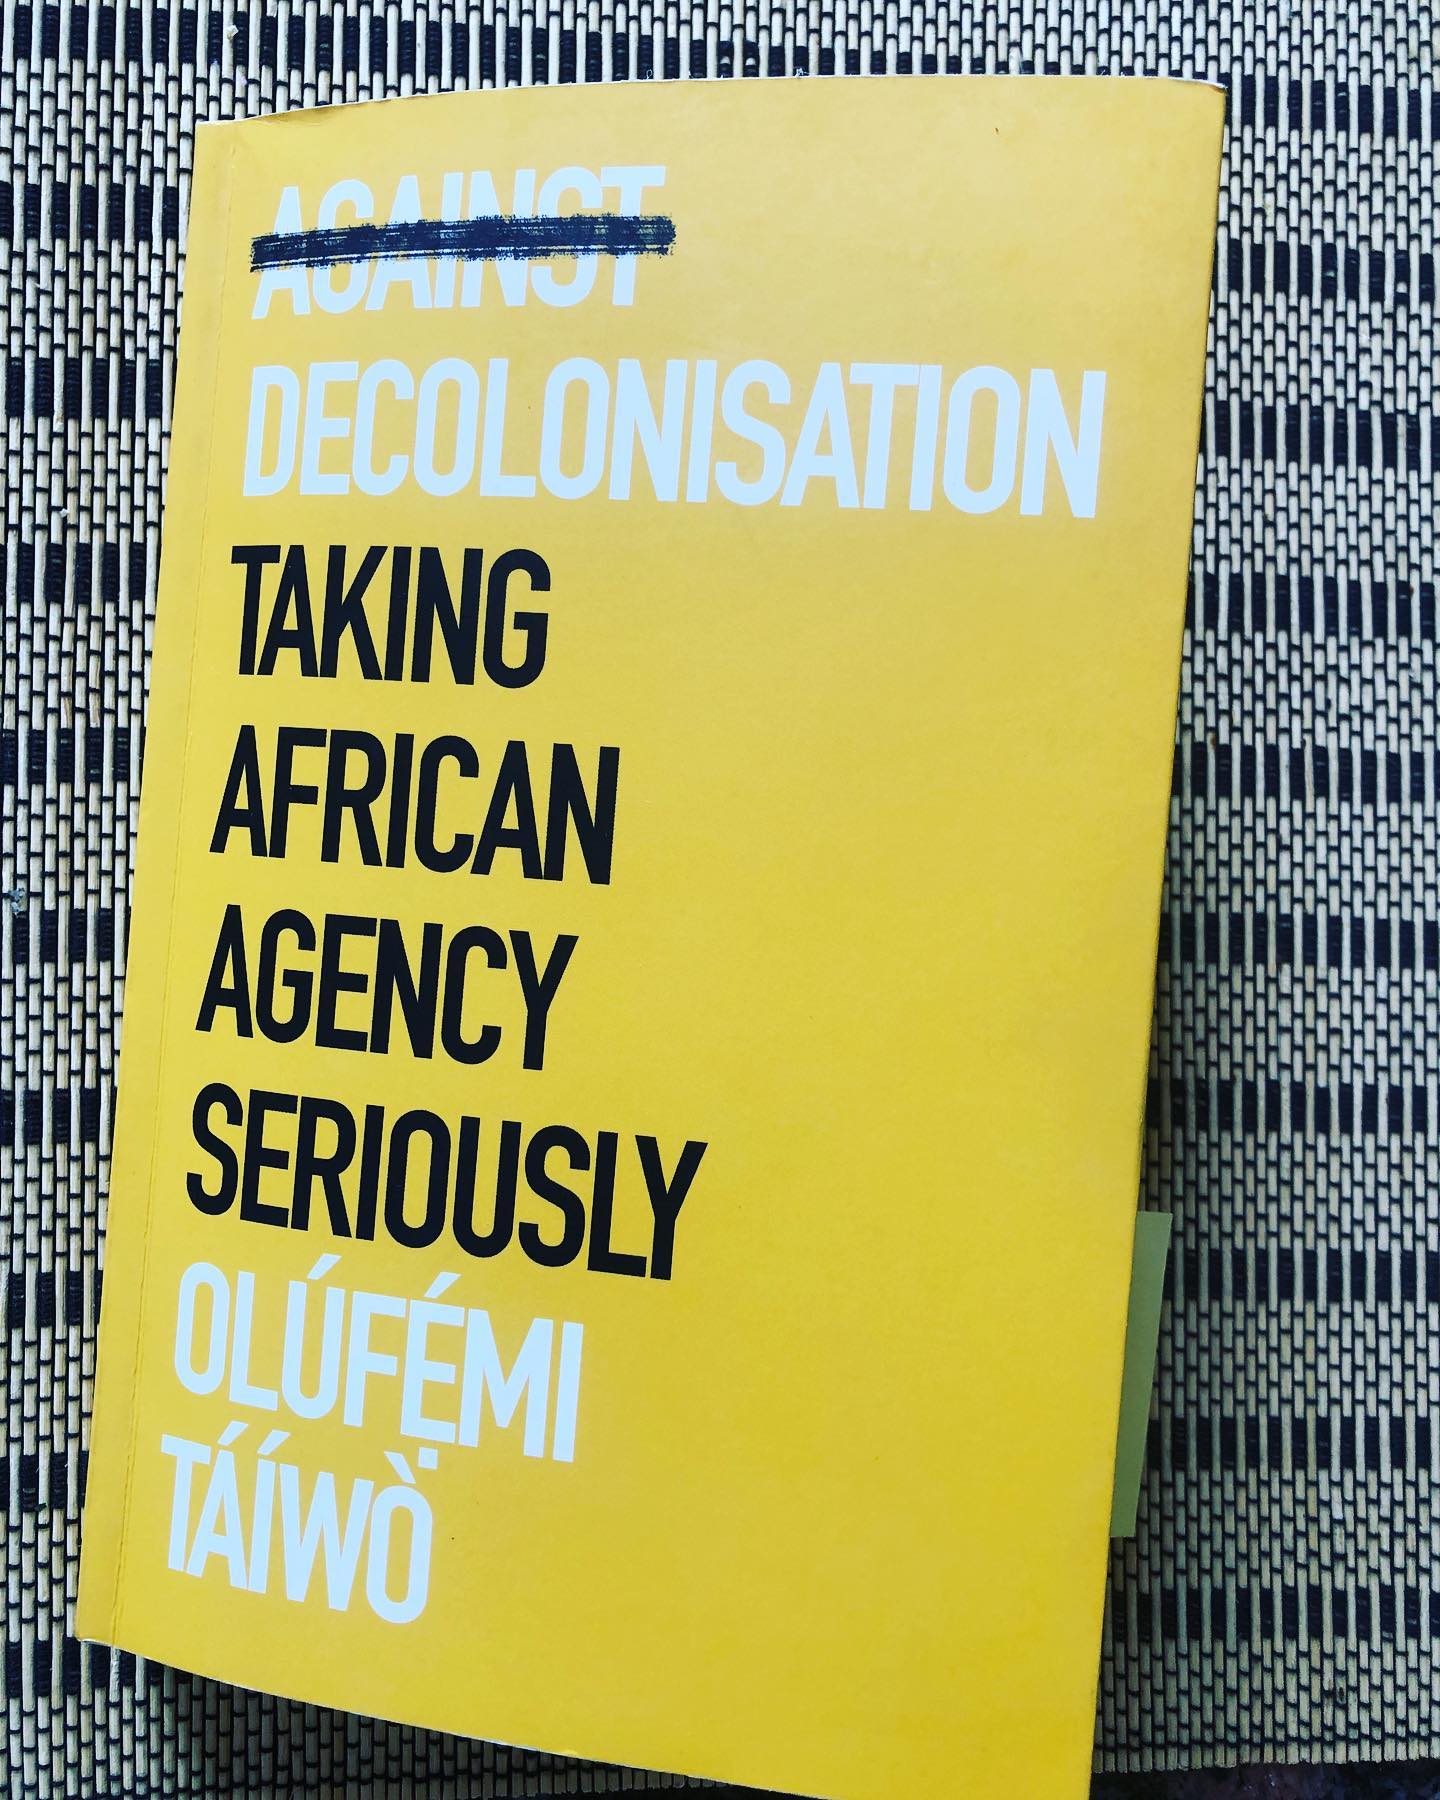 AGAINST
DECOLONISATION
TAKING
AFRICAN
AGENCY
SERIOUSLY
OLÚFẸ́MI
TÁÍWÒ